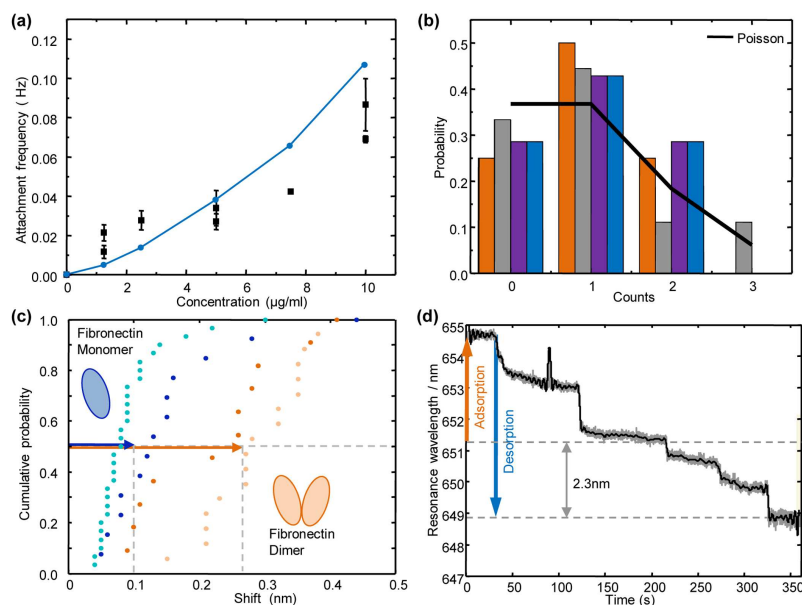 (a)
0.12
0.10
0.08
0.06
0.04
0.02
0.00
Attachment frequency ( Hz)
0
2
4
6
8
10
Concentration (µg/ml)
(b)
Poisson
0.5
0.4
0.3
0.2
0.1
0.0
Probability
0
1
2
3
Counts
(c)
1.0
0.8
0.6
0.4
0.2
0.0
Cumulative probability
Fibronectin
Monomer
Fibronectin
Dimer
0
0.1
0.2
0.3
0.4
0.5
Shift (nm)
(d)
655
654
653
652
651
650
649
648
647
Resonance wavelength / nm
Adsorption
Desorption
2.3nm
0
50
100
150
200
250
300
350
Time (s)